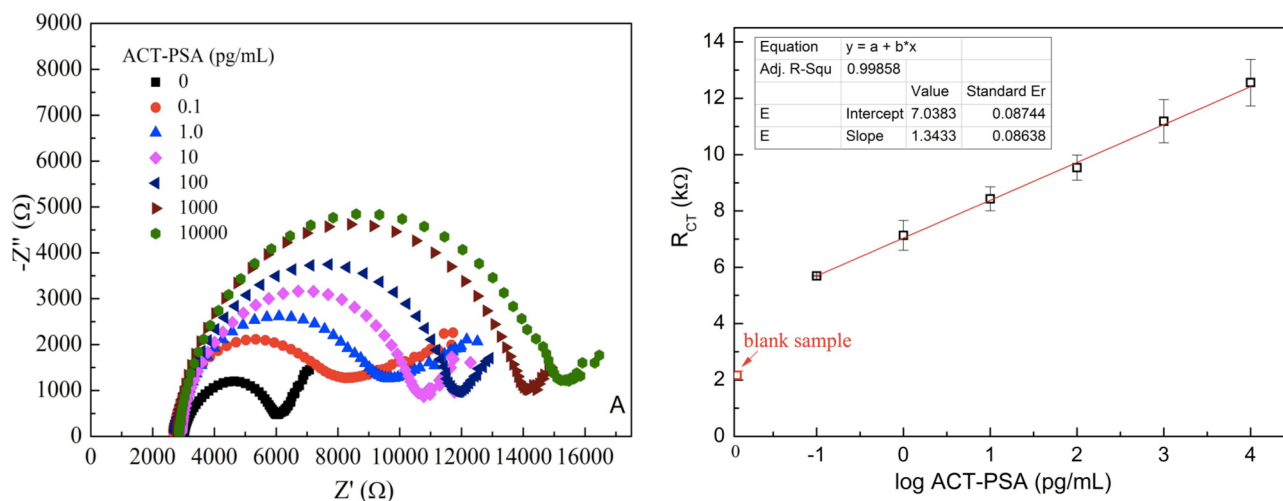 9000
8000
7000
6000
5000
4000
3000
2000
1000
0
-Z" (Ω)
ACT-PSA (pg/mL)
0
0.1
1.0
10
100
1000
10000
A
0 2000 4000 6000 8000 10000 12000 14000 16000
Z' (Ω)
14
12
10
8
6
4
2
0
R_CT (kΩ)
Equation y = a + b*x
Adj. R-Squ 0.99858
Value Standard Er
E Intercept 7.0383 0.08744
E Slope 1.3433 0.08638
blank sample
0 -1 0 1 2 3 4
log ACT-PSA (pg/mL)